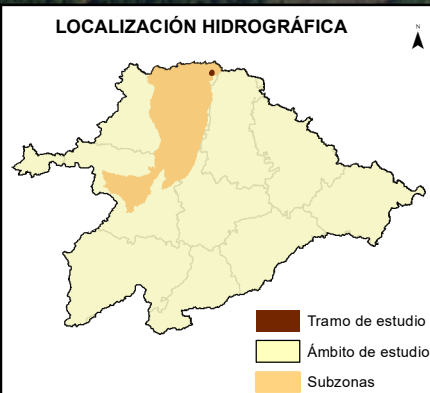 LOCALIZACIÓN HIDROGRÁFICA
N
Tramo de estudio
Ámbito de estudio
Subzonas